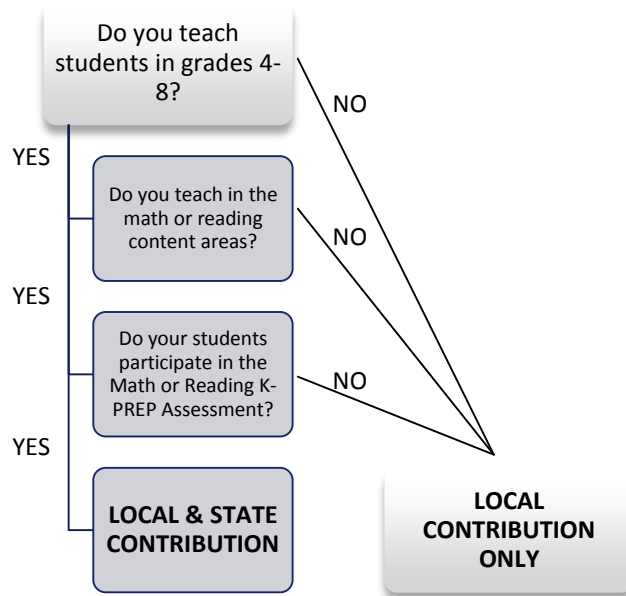 Do you teach
students in grades 4-
8?
NO
YES
Do you teach in the
math or reading
content areas?
NO
YES
Do your students
participate in the
Math or Reading K-
PREP Assessment?
NO
YES
LOCAL & STATE
CONTRIBUTION
LOCAL
CONTRIBUTION
ONLY